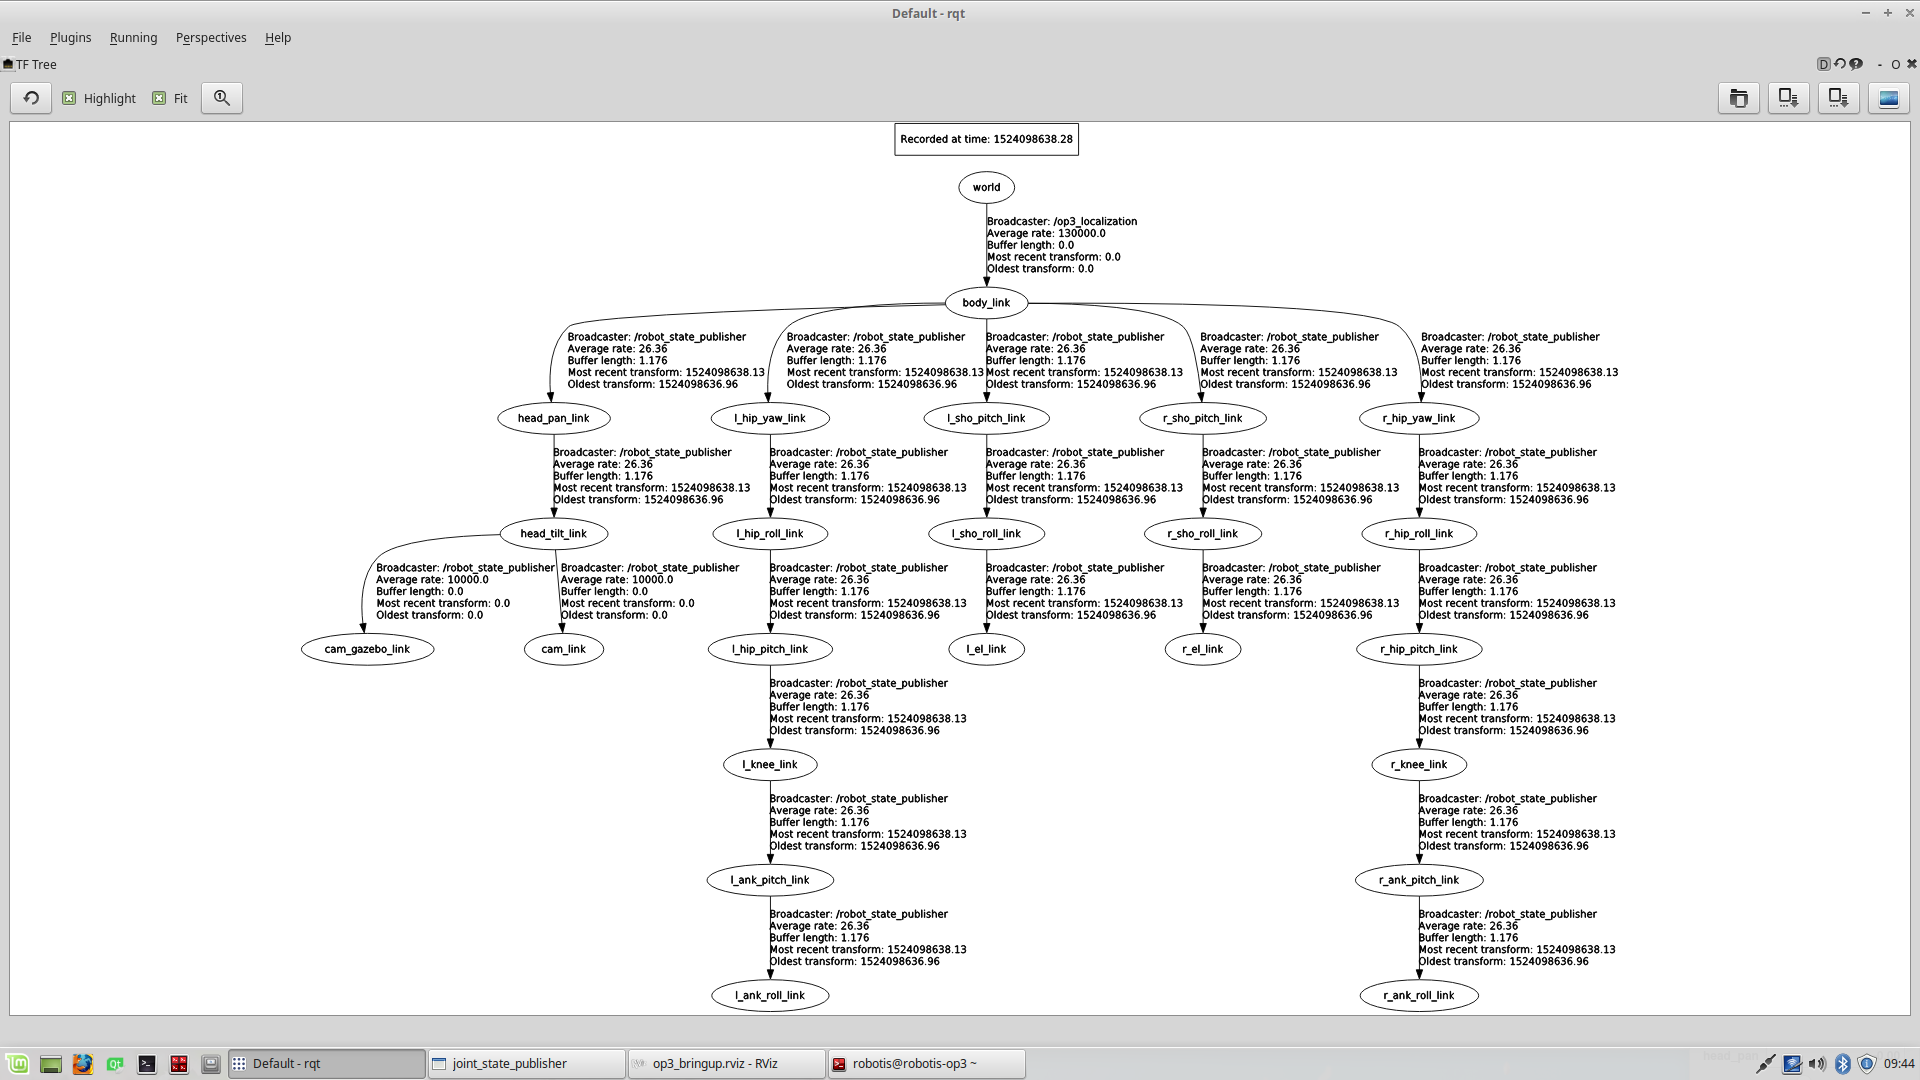 Default - rqt
File Plugins Running Perspectives Help
TF Tree
D - O
Highlight Fit
Recorded at time: 1524098638.28
world
Broadcaster: /op3_localization
Average rate: 130000.0
Buffer length: 0.0
Most recent transform: 0.0
Oldest transform: 0.0
body_link
Broadcaster: /robot_state_publisher Broadcaster: /robot_state_publisher Broadcaster: /robot_state_publisher Broadcaster: /robot_state_publisher Broadcaster: /robot_state_publisher
Average rate: 26.36 Average rate: 26.36 Average rate: 26.36 Average rate: 26.36 Average rate: 26.36
Buffer length: 1.176 Buffer length: 1.176 Buffer length: 1.176 Buffer length: 1.176 Buffer length: 1.176
Most recent transform: 1524098638.13 Most recent transform: 1524098638.13 Most recent transform: 1524098638.13 Most recent transform: 1524098638.13 Most recent transform: 1524098638.13
Oldest transform: 1524098636.96 Oldest transform: 1524098636.96 Oldest transform: 1524098636.96 Oldest transform: 1524098636.96 Oldest transform: 1524098636.96
head_pan_link l_hip_yaw_link l_sho_pitch_link r_sho_pitch_link r_hip_yaw_link
Broadcaster: /robot_state_publisher Broadcaster: /robot_state_publisher Broadcaster: /robot_state_publisher Broadcaster: /robot_state_publisher Broadcaster: /robot_state_publisher
Average rate: 26.36 Average rate: 26.36 Average rate: 26.36 Average rate: 26.36 Average rate: 26.36
Buffer length: 1.176 Buffer length: 1.176 Buffer length: 1.176 Buffer length: 1.176 Buffer length: 1.176
Most recent transform: 1524098638.13 Most recent transform: 1524098638.13 Most recent transform: 1524098638.13 Most recent transform: 1524098638.13 Most recent transform: 1524098638.13
Oldest transform: 1524098636.96 Oldest transform: 1524098636.96 Oldest transform: 1524098636.96 Oldest transform: 1524098636.96 Oldest transform: 1524098636.96
head_tilt_link l_hip_roll_link l_sho_roll_link r_sho_roll_link r_hip_roll_link
Broadcaster: /robot_state_publisher Broadcaster: /robot_state_publisher Broadcaster: /robot_state_publisher Broadcaster: /robot_state_publisher Broadcaster: /robot_state_publisher Broadcaster: /robot_state_publisher
Average rate: 10000.0 Average rate: 10000.0 Average rate: 26.36 Average rate: 26.36 Average rate: 26.36 Average rate: 26.36
Buffer length: 0.0 Buffer length: 0.0 Buffer length: 1.176 Buffer length: 1.176 Buffer length: 1.176 Buffer length: 1.176
Most recent transform: 0.0 Most recent transform: 0.0 Most recent transform: 1524098638.13 Most recent transform: 1524098638.13 Most recent transform: 1524098638.13 Most recent transform: 1524098638.13
Oldest transform: 0.0 Oldest transform: 0.0 Oldest transform: 1524098636.96 Oldest transform: 1524098636.96 Oldest transform: 1524098636.96 Oldest transform: 1524098636.96
cam_gazebo_link cam_link l_hip_pitch_link l_el_link r_el_link r_hip_pitch_link
Broadcaster: /robot_state_publisher Broadcaster: /robot_state_publisher
Average rate: 26.36 Average rate: 26.36
Buffer length: 1.176 Buffer length: 1.176
Most recent transform: 1524098638.13 Most recent transform: 1524098638.13
Oldest transform: 1524098636.96 Oldest transform: 1524098636.96
l_knee_link r_knee_link
Broadcaster: /robot_state_publisher Broadcaster: /robot_state_publisher
Average rate: 26.36 Average rate: 26.36
Buffer length: 1.176 Buffer length: 1.176
Most recent transform: 1524098638.13 Most recent transform: 1524098638.13
Oldest transform: 1524098636.96 Oldest transform: 1524098636.96
l_ank_pitch_link r_ank_pitch_link
Broadcaster: /robot_state_publisher Broadcaster: /robot_state_publisher
Average rate: 26.36 Average rate: 26.36
Buffer length: 1.176 Buffer length: 1.176
Most recent transform: 1524098638.13 Most recent transform: 1524098638.13
Oldest transform: 1524098636.96 Oldest transform: 1524098636.96
l_ank_roll_link r_ank_roll_link
Default - rqt joint_state_publisher op3_bringup.rviz - RViz robotis@robotis-op3 ~ 09:44